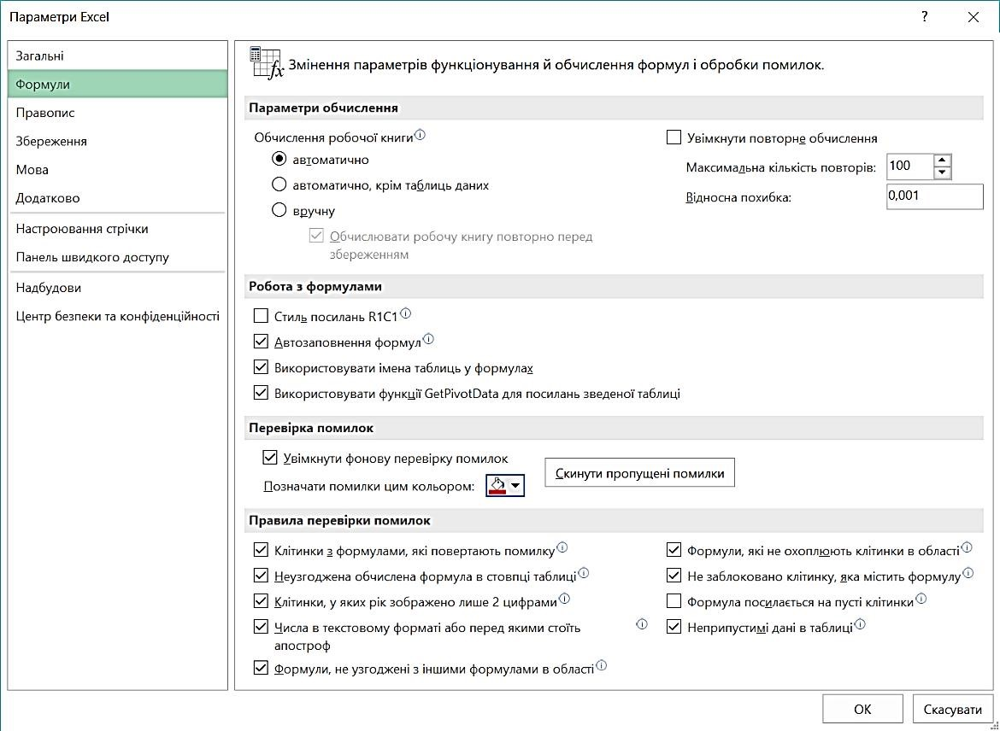 Параметри Excel
?
Загальні
Формули
Правопис
Збереження
Мова
Додатково
Настроювання стрічки
Панель швидкого доступу
Надбудови
Центр безпеки та конфіденційності
Змінення параметрів функціонування й обчислення формул і обробки помилок.
Параметри обчислення
Обчислення робочої книги
автоматично
автоматично, крім таблиць даних
вручну
Обчислювати робочу книгу повторно перед
збереженням
Увімкнути повторне обчислення
Максимальна кількість повторів: 100
Відносна похибка: 0,001
Робота з формулами
Стиль посилань R1C1
Автозаповнення формул
Використовувати імена таблиць у формулах
Використовувати функції GetPivotData для посилань зведеної таблиці
Перевірка помилок
Увімкнути фонову перевірку помилок
Позначати помилки цим кольором:
Скинути пропущені помилки
Правила перевірки помилок
Клітинки з формулами, які повертають помилку
Неузгоджена обчислена формула в стовпці таблиці
Клітинки, у яких рік зображено лише 2 цифрами
Числа в текстовому форматі або перед якими стоїть
апостроф
Формули, не узгоджені з іншими формулами в області
Формули, які не охоплюють клітинки в області
Не заблоковано клітинку, яка містить формулу
Формула посилається на пусті клітинки
Неприпустимі дані в таблиці
ОК
Скасувати